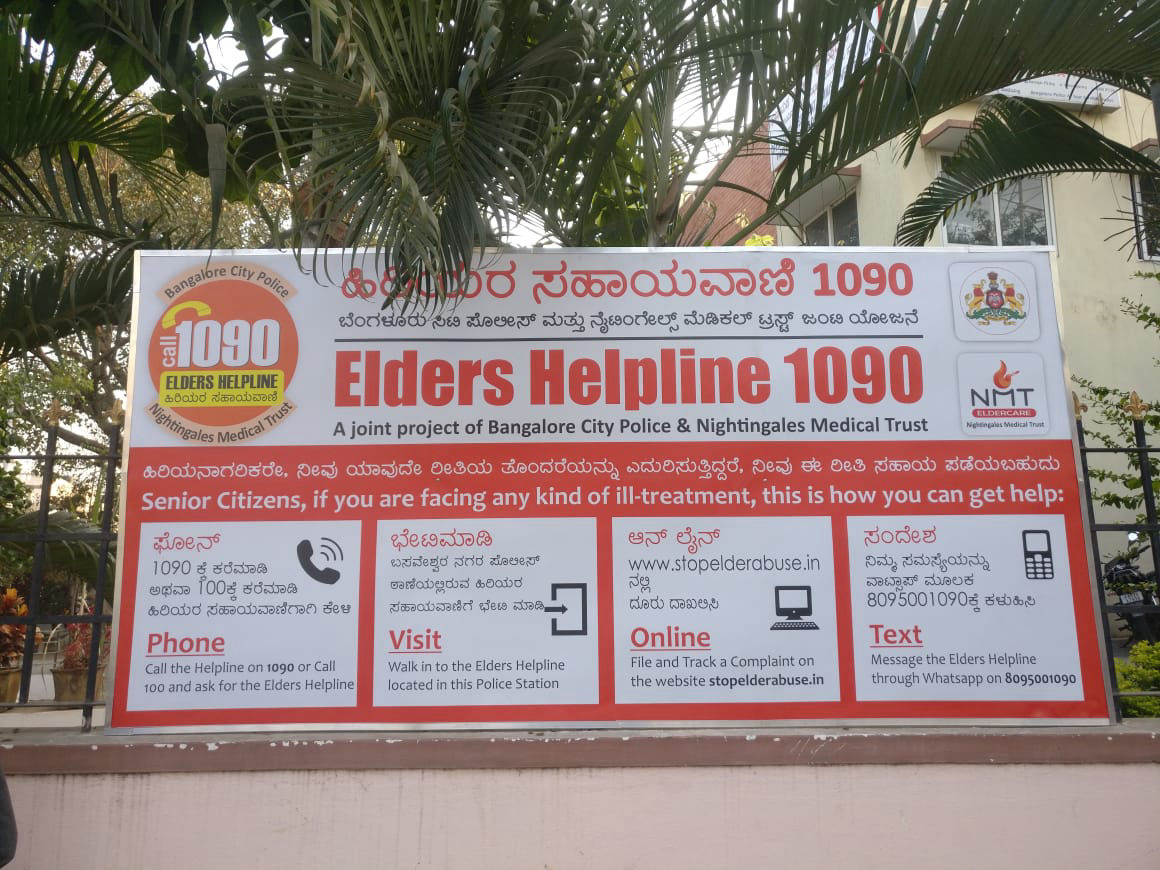 Bangalore City Police
call 1090
ELDERS HELPLINE
ಹಿರಿಯರ ಸಹಾಯವಾಣಿ
Nightingales Medical Trust
ಹಿರಿಯರ ಸಹಾಯವಾಣಿ 1090
ಬೆಂಗಳೂರು ಸಿಟಿ ಪೊಲೀಸ್ ಮತ್ತು ನೈಟಿಂಗೇಲ್ಸ್ ಮೆಡಿಕಲ್ ಟ್ರಸ್ಟ್ ಜಂಟಿ ಯೋಜನೆ
Elders Helpline 1090
A joint project of Bangalore City Police & Nightingales Medical Trust
NMT
ELDERCARE
Nightingales Medical Trust
ಹಿರಿಯನಾಗರಿಕರೇ, ನೀವು ಯಾವುದೇ ರೀತಿಯ ತೊಂದರೆಯನ್ನು ಎದುರಿಸುತ್ತಿದ್ದರೆ, ನೀವು ಈ ರೀತಿ ಸಹಾಯ ಪಡೆಯಬಹುದು
Senior Citizens, if you are facing any kind of ill-treatment, this is how you can get help:
ಫೋನ್
1090 ಕ್ಕೆ ಕರೆಮಾಡಿ
ಅಥವಾ 100ಕ್ಕೆ ಕರೆಮಾಡಿ
ಹಿರಿಯರ ಸಹಾಯವಾಣಿಗಾಗಿ ಕೇಳಿ
Phone
Call the Helpline on 1090 or Call
100 and ask for the Elders Helpline
ಭೇಟಿಮಾಡಿ
ಬಸವೇಶ್ವರ ನಗರ ಪೊಲೀಸ್
ಠಾಣೆಯಲ್ಲಿರುವ ಹಿರಿಯರ
ಸಹಾಯವಾಣಿಗೆ ಭೇಟಿ ಮಾಡಿ
Visit
Walk in to the Elders Helpline
located in this Police Station
ಆನ್ ಲೈನ್
www.stopelderabuse.in
ನಲ್ಲಿ
ದೂರು ದಾಖಲಿಸಿ
Online
File and Track a Complaint on
the website stopelderabuse.in
ಸಂದೇಶ
ನಿಮ್ಮ ಸಮಸ್ಯೆಯನ್ನು
ವಾಟ್ಸಾಪ್ ಮೂಲಕ
8095001090ಕ್ಕೆ ಕಳುಹಿಸಿ
Text
Message the Elders Helpline
through Whatsapp on 8095001090